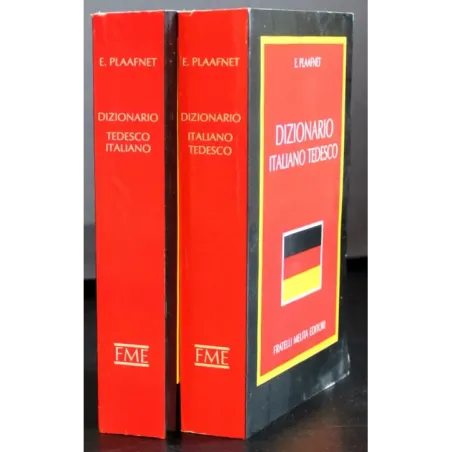 E. PLAAFNET
DIZIONARIO
TEDESCO
ITALIANO
FME
E. PLAAFNET
DIZIONARIO
ITALIANO
TEDESCO
FME
E. PLAAFNET
DIZIONARIO
ITALIANO TEDESCO
FRATELLI MELITA EDITORI